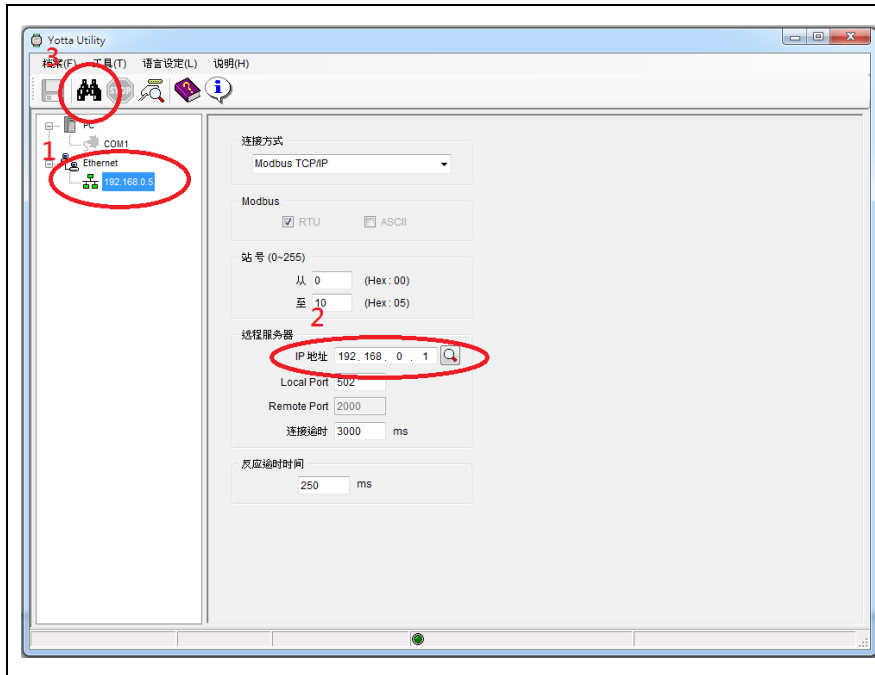 Yotta Utility
3
档案(F) 工具(T) 语言设定(L) 说明(H)
PC
COM1
1
Ethernet
192.168.0.5
连接方式
Modbus TCP/IP
Modbus
RTU ASCII
站 号 (0~255)
从 0 (Hex : 00)
至 10 (Hex : 05)
2
远程服务器
IP 地址 192 . 168 . 0 . 1
Local Port 502
Remote Port 2000
连接逾时 3000 ms
反应逾时时间
250 ms